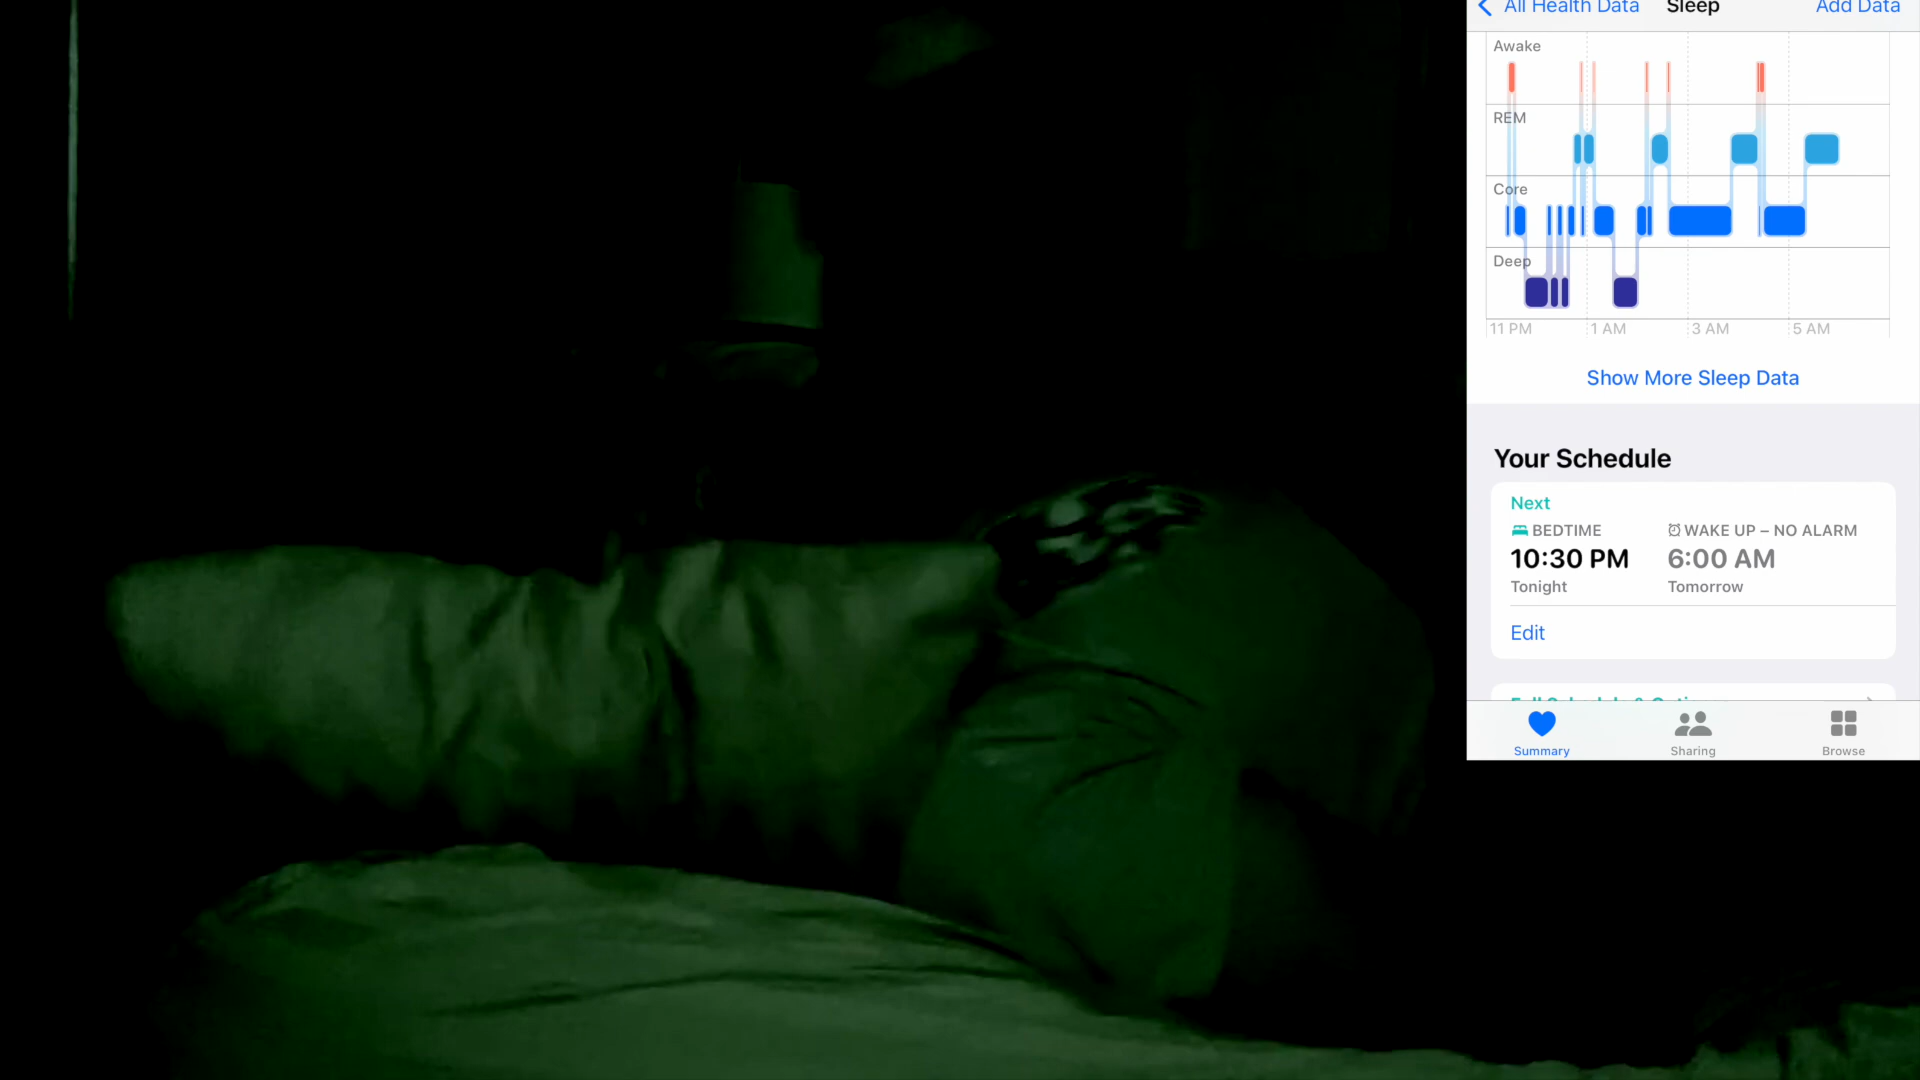 All Health Data Sleep Add Data
Awake
REM
Core
Deep
11 PM 1 AM 3 AM 5 AM
Show More Sleep Data
Your Schedule
Next
BEDTIME WAKE UP – NO ALARM
10:30 PM 6:00 AM
Tonight Tomorrow
Edit
Summary Sharing Browse